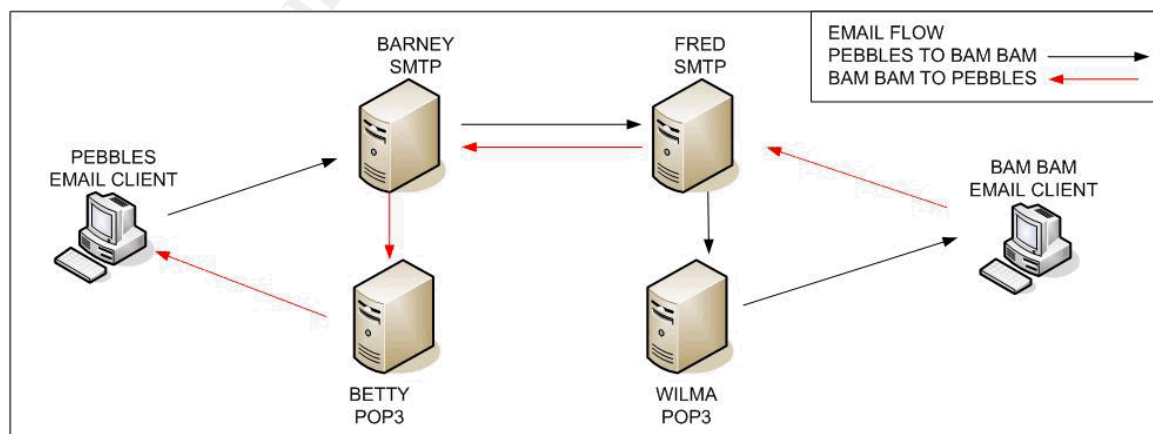 BARNEY
SMTP
FRED
SMTP
EMAIL FLOW
PEBBLES TO BAM BAM
BAM BAM TO PEBBLES
PEBBLES
EMAIL CLIENT
BAM BAM
EMAIL CLIENT
BETTY
POP3
WILMA
POP3